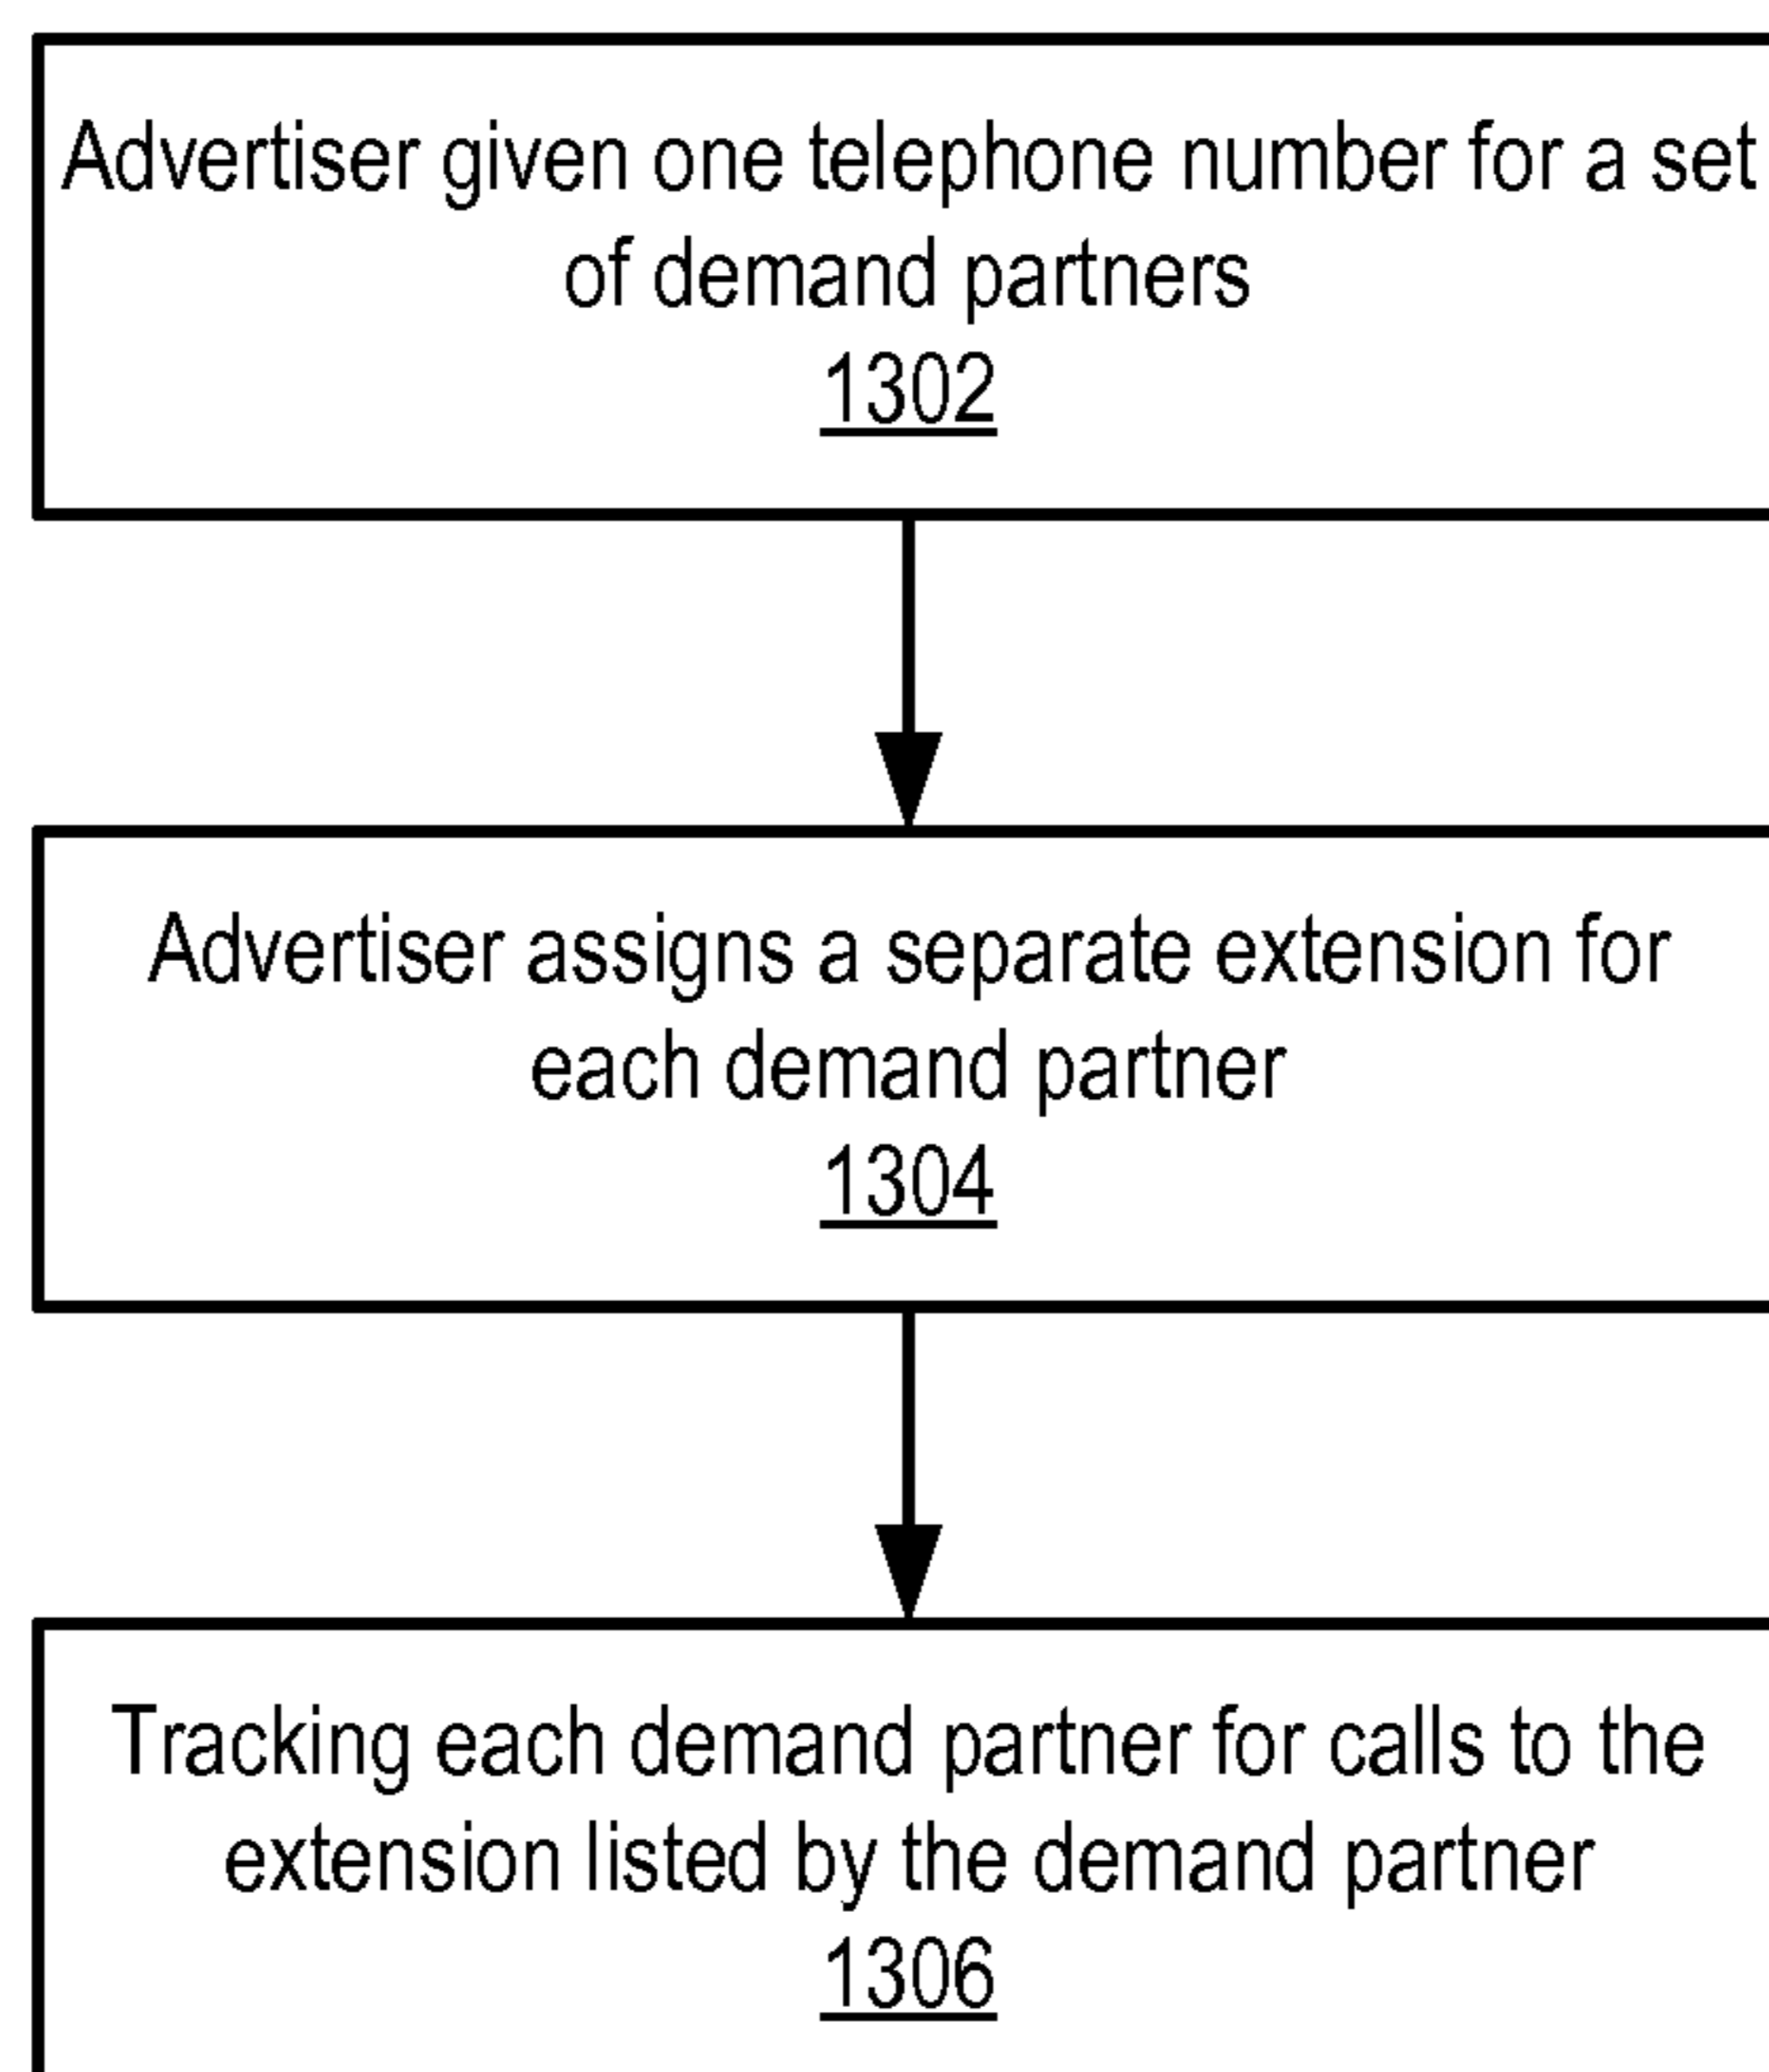 Advertiser given one telephone number for a set
of demand partners
1302
Advertiser assigns a separate extension for
each demand partner
1304
Tracking each demand partner for calls to the
extension listed by the demand partner
1306